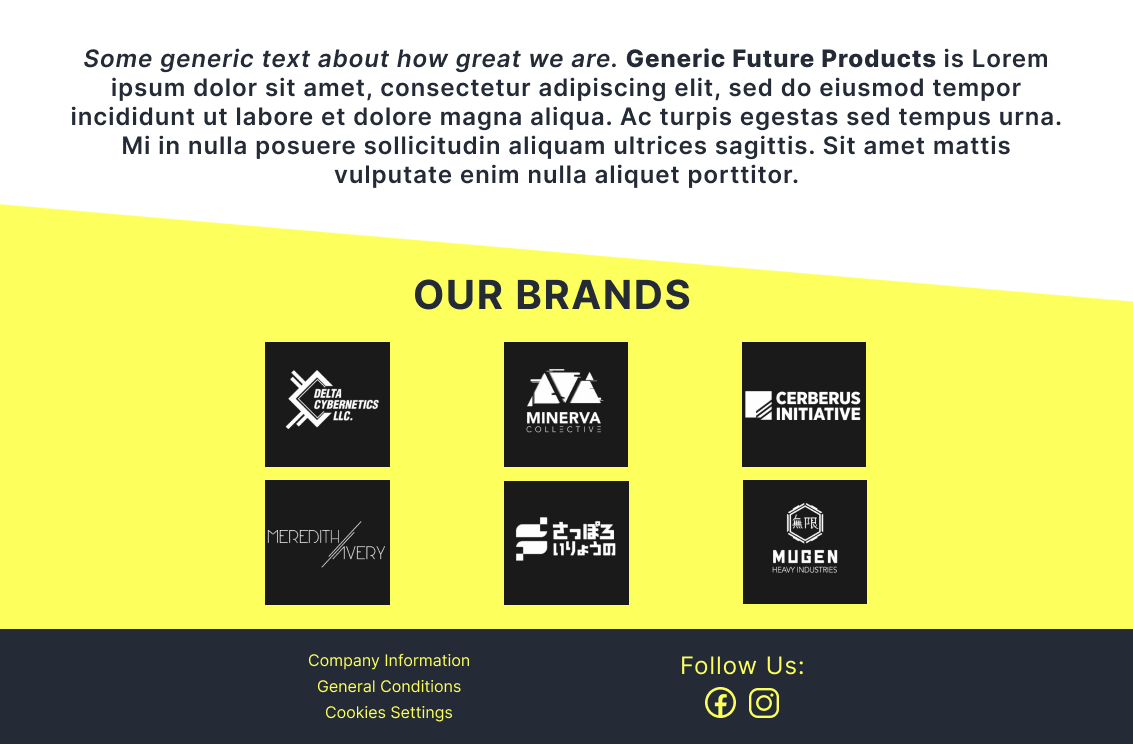 Some generic text about how great we are. Generic Future Products is Lorem
ipsum dolor sit amet, consectetur adipiscing elit, sed do eiusmod tempor
incididunt ut labore et dolore magna aliqua. Ac turpis egestas sed tempus urna.
Mi in nulla posuere sollicitudin aliquam ultrices sagittis. Sit amet mattis
vulputate enim nulla aliquet porttitor.
OUR BRANDS
DELTA
CYBERNETICS
LLC.
MINERVA
COLLECTIVE
CERBERUS
INITIATIVE
MEREDITH
AVERY
さっぽろ
いりょうの
無限
MUGEN
HEAVY INDUSTRIES
Company Information
General Conditions
Cookies Settings
Follow Us: